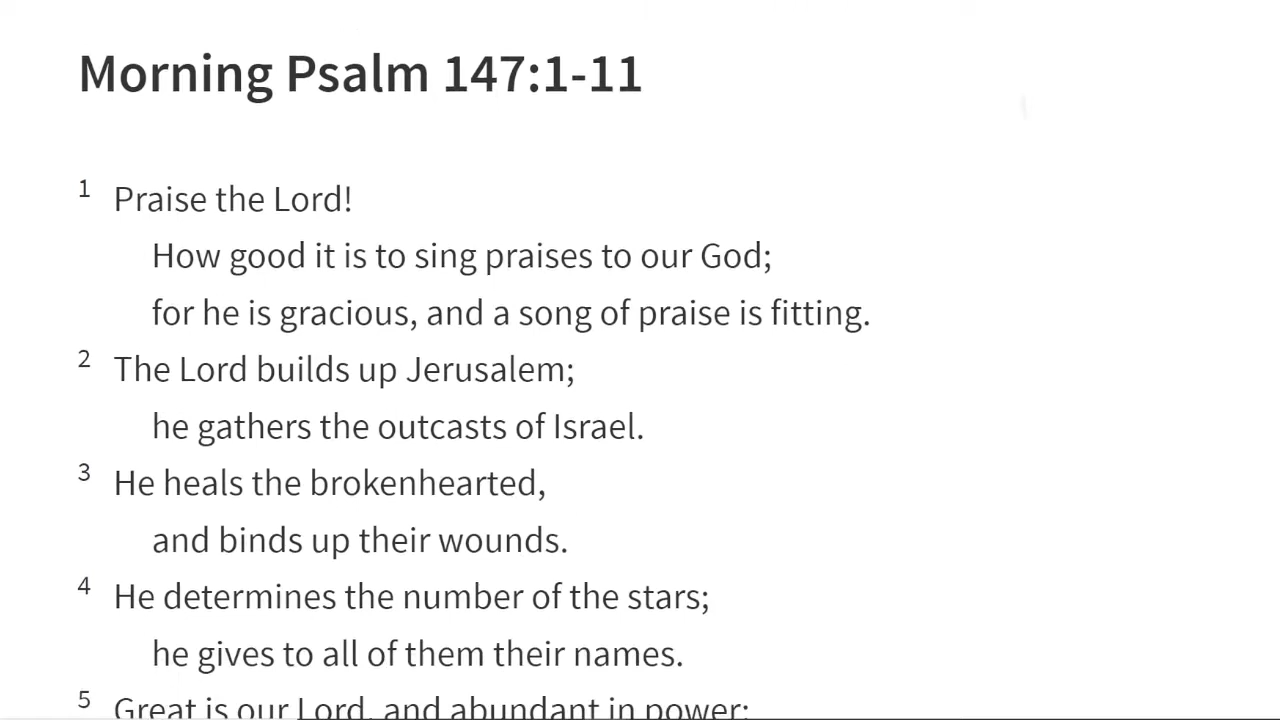 Morning Psalm 147:1-11
1 Praise the Lord!
How good it is to sing praises to our God;
for he is gracious, and a song of praise is fitting.
2 The Lord builds up Jerusalem;
he gathers the outcasts of Israel.
3 He heals the brokenhearted,
and binds up their wounds.
4 He determines the number of the stars;
he gives to all of them their names.
5 Great is our Lord, and abundant in power;